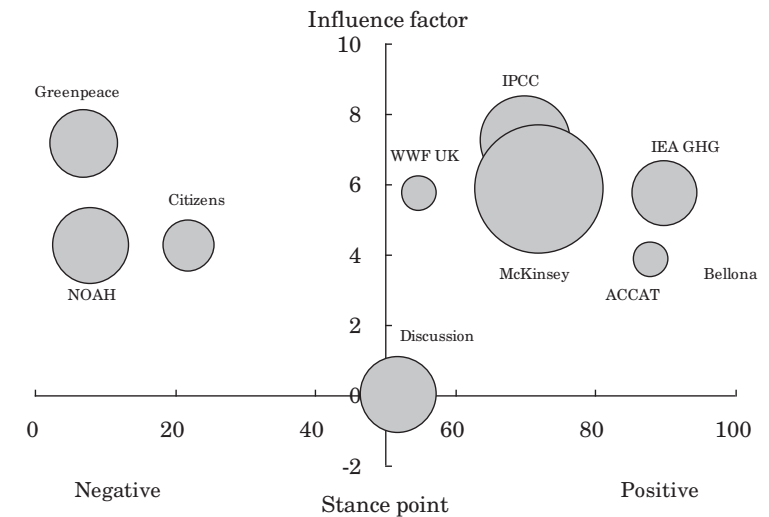 Influence factor
10
Greenpeace
IPCC
8
WWF UK
IEA GHG
Citizens
6
4
NOAH
McKinsey
ACCAT
Bellona
2
Discussion
0
0 20 40 60 80 100
-2
Negative
Stance point
Positive